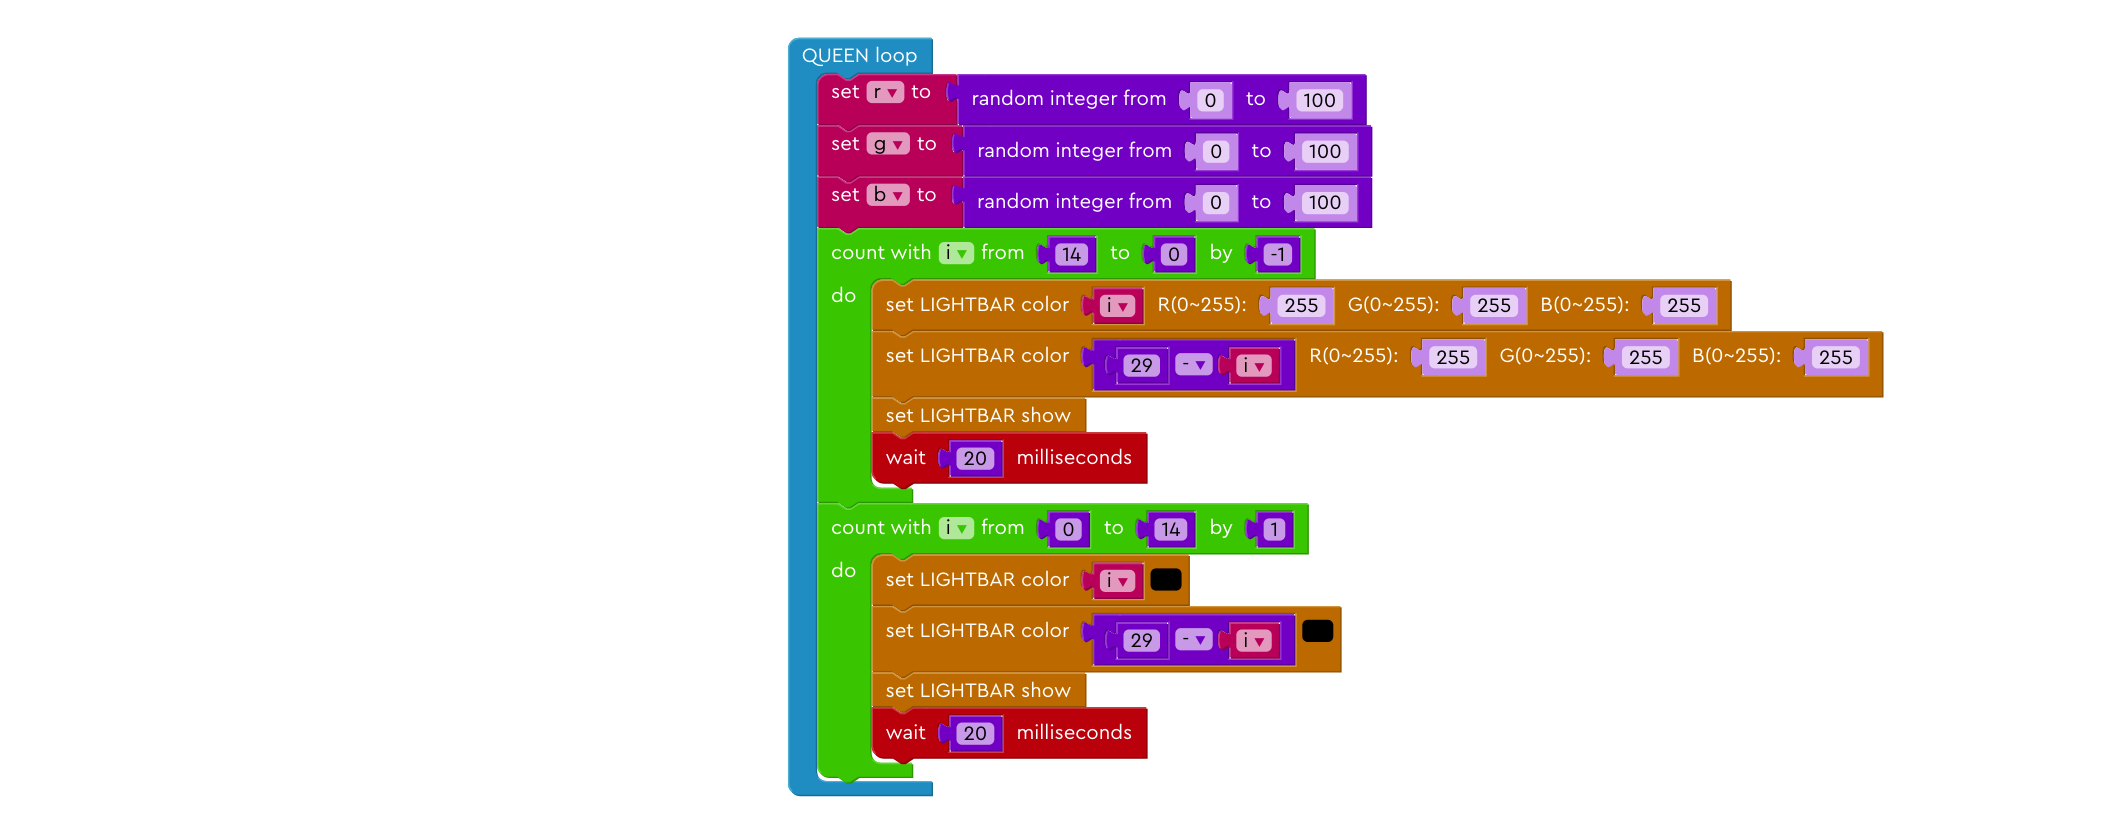 QUEEN loop
set r ▼ to random integer from 0 to 100
set g ▼ to random integer from 0 to 100
set b ▼ to random integer from 0 to 100
count with i ▼ from 14 to 0 by -1
do
set LIGHTBAR color i ▼ R(0~255): 255 G(0~255): 255 B(0~255): 255
set LIGHTBAR color 29 - ▼ i ▼ R(0~255): 255 G(0~255): 255 B(0~255): 255
set LIGHTBAR show
wait 20 milliseconds
count with i ▼ from 0 to 14 by 1
do
set LIGHTBAR color i ▼
set LIGHTBAR color 29 - ▼ i ▼
set LIGHTBAR show
wait 20 milliseconds